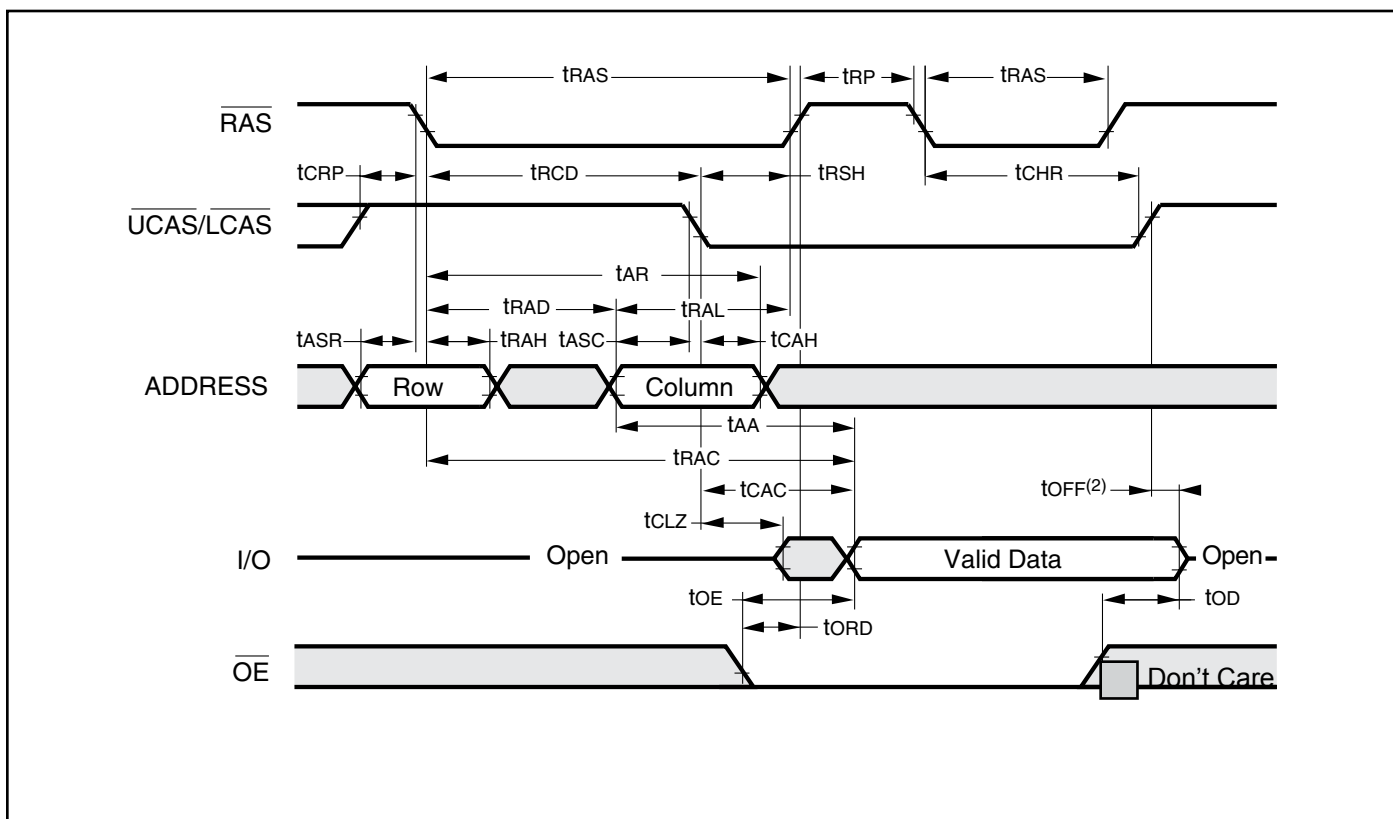 tRAS tRP tRAS
RAS
tCRP tRCD tRSH tCHR
UCAS/LCAS
tAR
tRAD tRAL
tASR tRAH tASC tCAH
ADDRESS Row Column
tAA
tRAC
tCAC tOFF(2)
tCLZ
I/O Open Valid Data Open
tOE tOD
tORD
OE
Don't Care